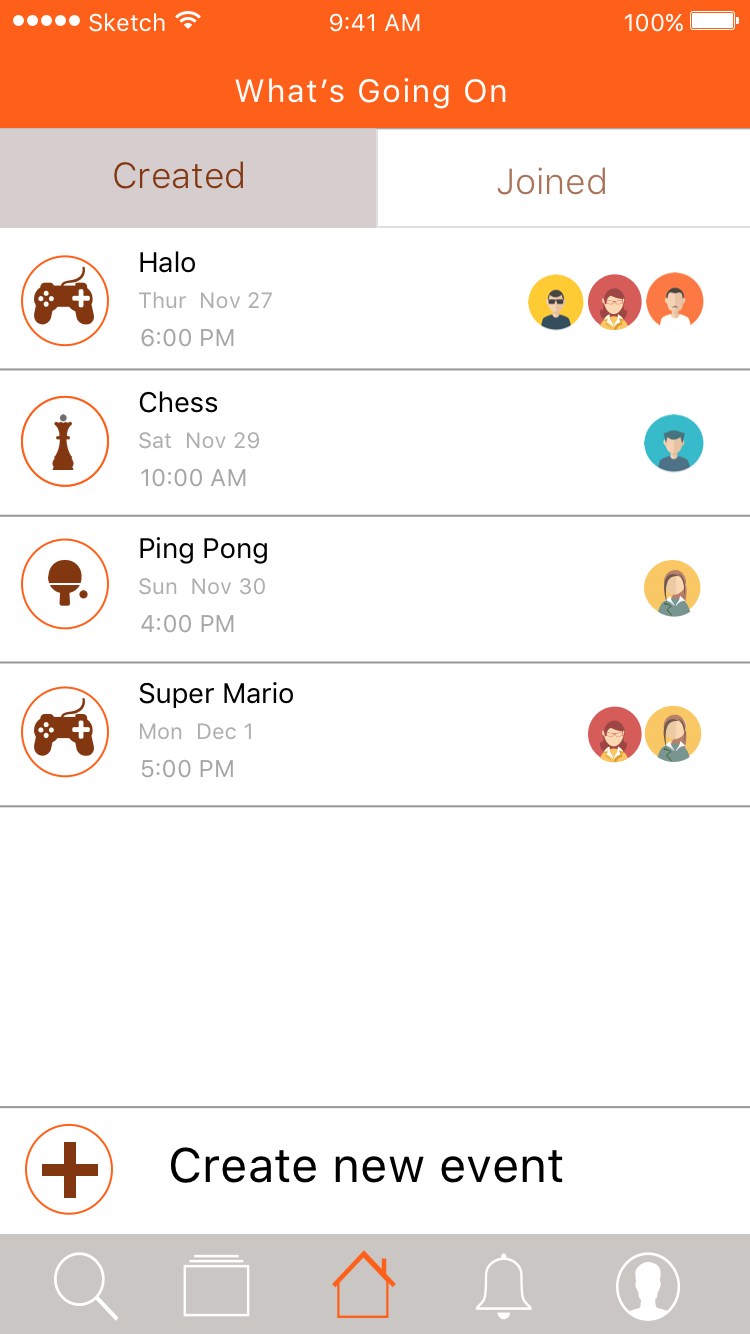 Sketch 9:41 AM 100%
What's Going On
Created Joined
Halo
Thur Nov 27
6:00 PM
Chess
Sat Nov 29
10:00 AM
Ping Pong
Sun Nov 30
4:00 PM
Super Mario
Mon Dec 1
5:00 PM
Create new event